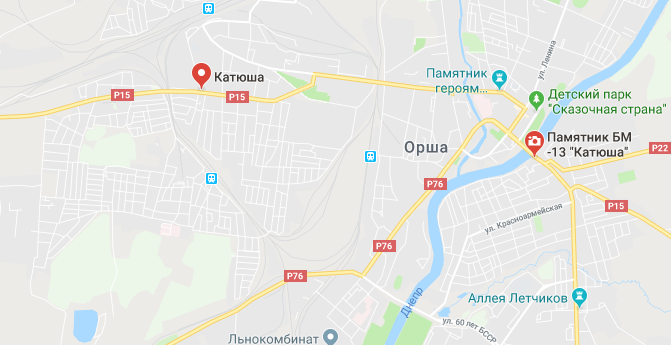 ул. Ленина
Катюша
Памятник
героям...
Детский парк
"Сказочная страна"
P15
P15
Орша
Памятник БМ
-13 "Катюша"
P22
P76
P15
ул. Красноармейская
P76
P76
Днепр
Аллея Летчиков
ул. 60 лет БССР
Льнокомбинат